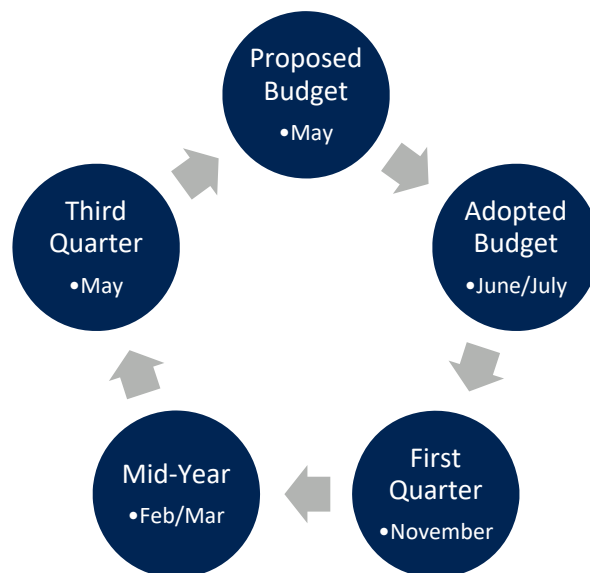 Proposed
Budget
•May
Adopted
Budget
•June/July
First
Quarter
•November
Mid-Year
•Feb/Mar
Third
Quarter
•May